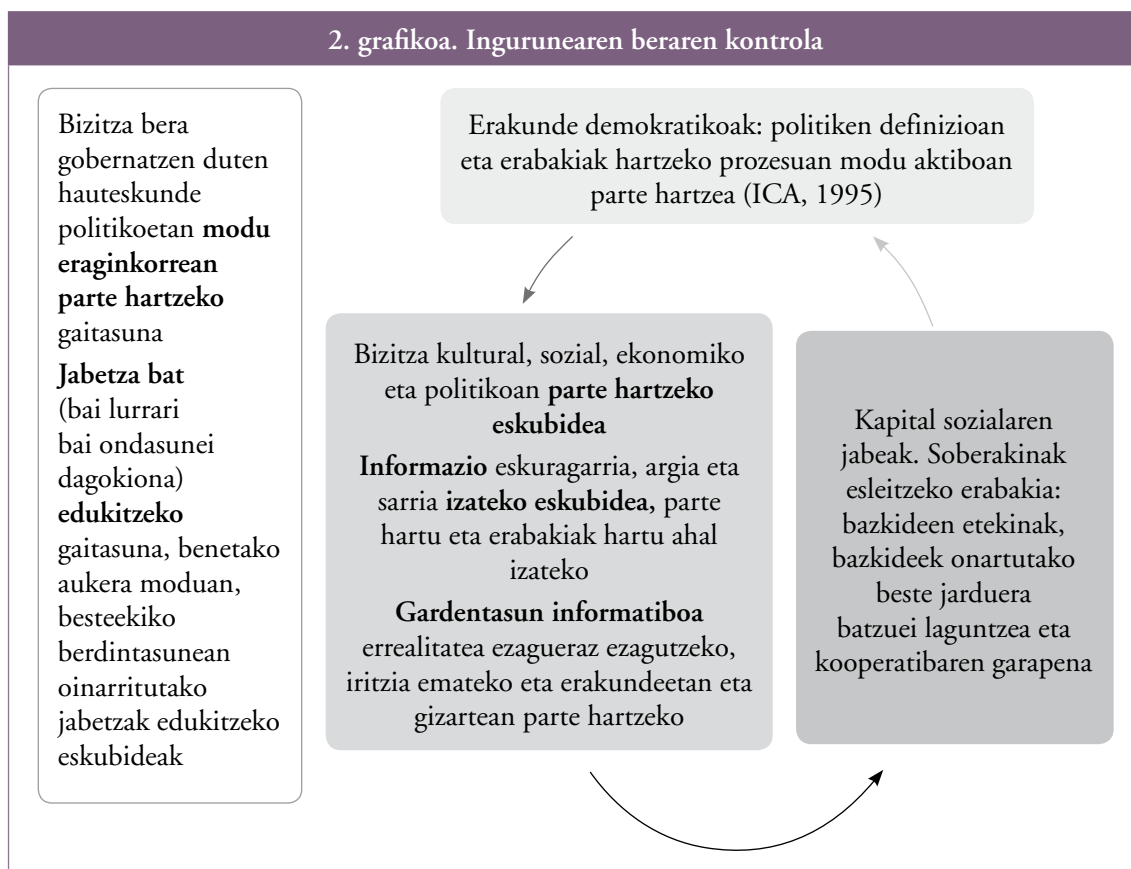 2. grafikoa. Ingurunearen beraren kontrola
Bizitza bera
gobernatzen duten
hauteskunde
politikoetan modu
eraginkorrean
parte hartzeko
gaitasuna
Jabetza bat
(bai lurrari
bai ondasunei
dagokiona)
edukitzeko
gaitasuna, benetako
aukera moduan,
besteekiko
berdintasunean
oinarritutako
jabetzak edukitzeko
eskubideak
Erakunde demokratikoak: politiken definizioan
eta erabakiak hartzeko prozesuan modu aktiboan
parte hartzea (ICA, 1995)
Bizitza kultural, sozial, ekonomiko
eta politikoan parte hartzeko
eskubidea
Informazio eskuragarria, argia eta
sarria izateko eskubidea, parte
hartu eta erabakiak hartu ahal
izateko
Gardentasun informatiboa
errealitatea ezagueraz ezagutzeko,
iritzia emateko eta erakundeetan eta
gizartean parte hartzeko
Kapital sozialaren
jabeak. Soberakinak
esleitzeko erabakia:
bazkideen etekinak,
bazkideek onartutako
beste jarduera
batzuei laguntzea eta
kooperatibaren garapena